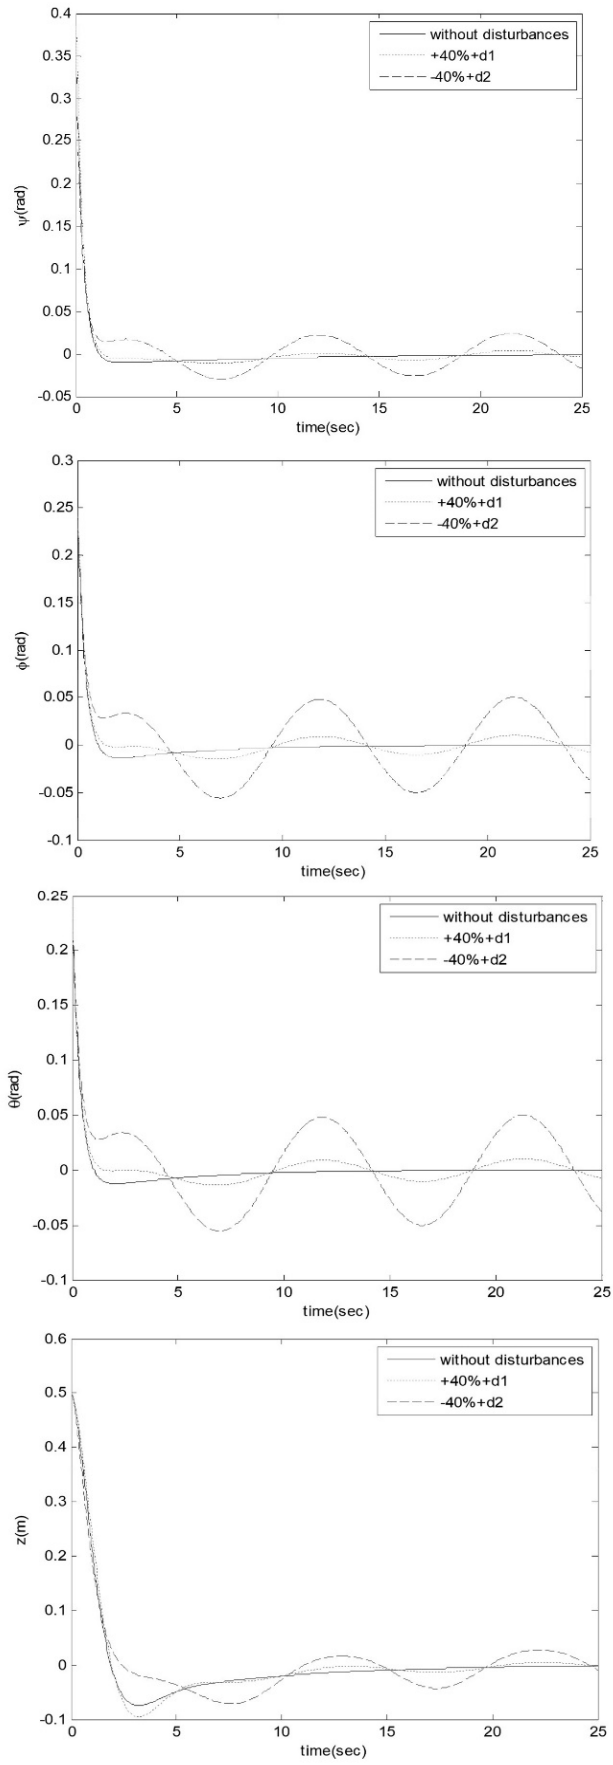 0.4
without disturbances
+40%+d1
-40%+d2
0.35
0.3
0.25
0.2
ψ(rad)
0.15
0.1
0.05
0
-0.05
0 5 10 15 20 25
time(sec)
0.3
without disturbances
+40%+d1
-40%+d2
0.25
0.2
0.15
ϕ(rad)
0.1
0.05
0
-0.05
-0.1
0 5 10 15 20 25
time(sec)
0.25
without disturbances
+40%+d1
-40%+d2
0.2
0.15
0.1
θ(rad)
0.05
0
-0.05
-0.1
0 5 10 15 20 25
time(sec)
0.6
without disturbances
+40%+d1
-40%+d2
0.5
0.4
0.3
z(m)
0.2
0.1
0
-0.1
0 5 10 15 20 25
time(sec)